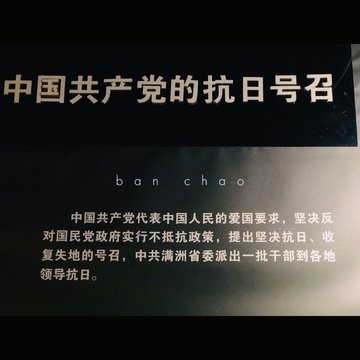 中国共产党的抗日号召
ban chao
中国共产党代表中国人民的爱国要求，坚决反
对国民党政府实行不抵抗政策，提出坚决抗日、收
复失地的号召，中共满洲省委派出一批干部到各地
领导抗日。